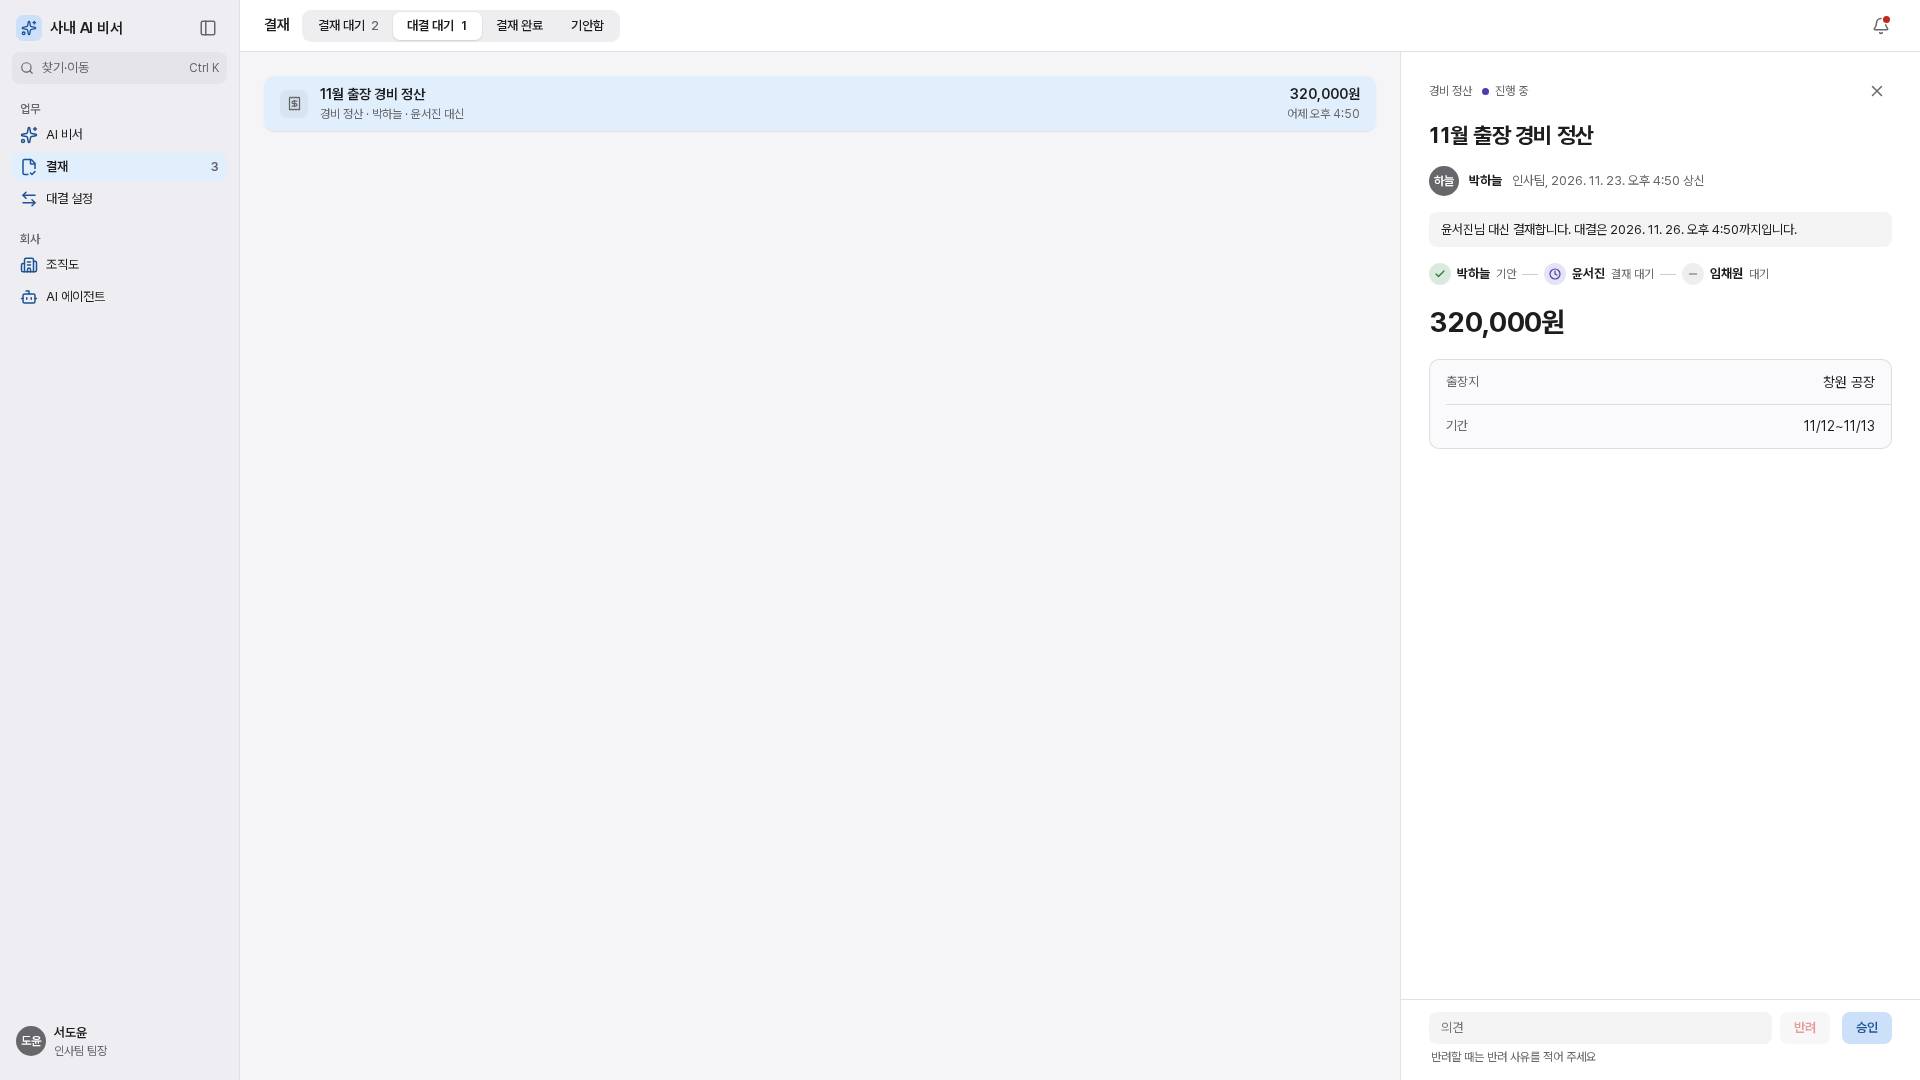 사내 AI 비서
찾기·이동 Ctrl K
업무
AI 비서
결재 3
대결 설정
회사
조직도
AI 에이전트
도윤 서도윤
인사팀 팀장
결재 결재 대기 2 대결 대기 1 결재 완료 기안함
11월 출장 경비 정산 320,000원
경비 정산 · 박하늘 · 윤서진 대신 어제 오후 4:50
경비 정산 진행 중
11월 출장 경비 정산
하늘 박하늘 인사팀, 2026. 11. 23. 오후 4:50 상신
윤서진님 대신 결재합니다. 대결은 2026. 11. 26. 오후 4:50까지입니다.
박하늘 기안 윤서진 결재 대기 임채원 대기
320,000원
출장지 창원 공장
기간 11/12~11/13
의견 반려 승인
반려할 때는 반려 사유를 적어 주세요